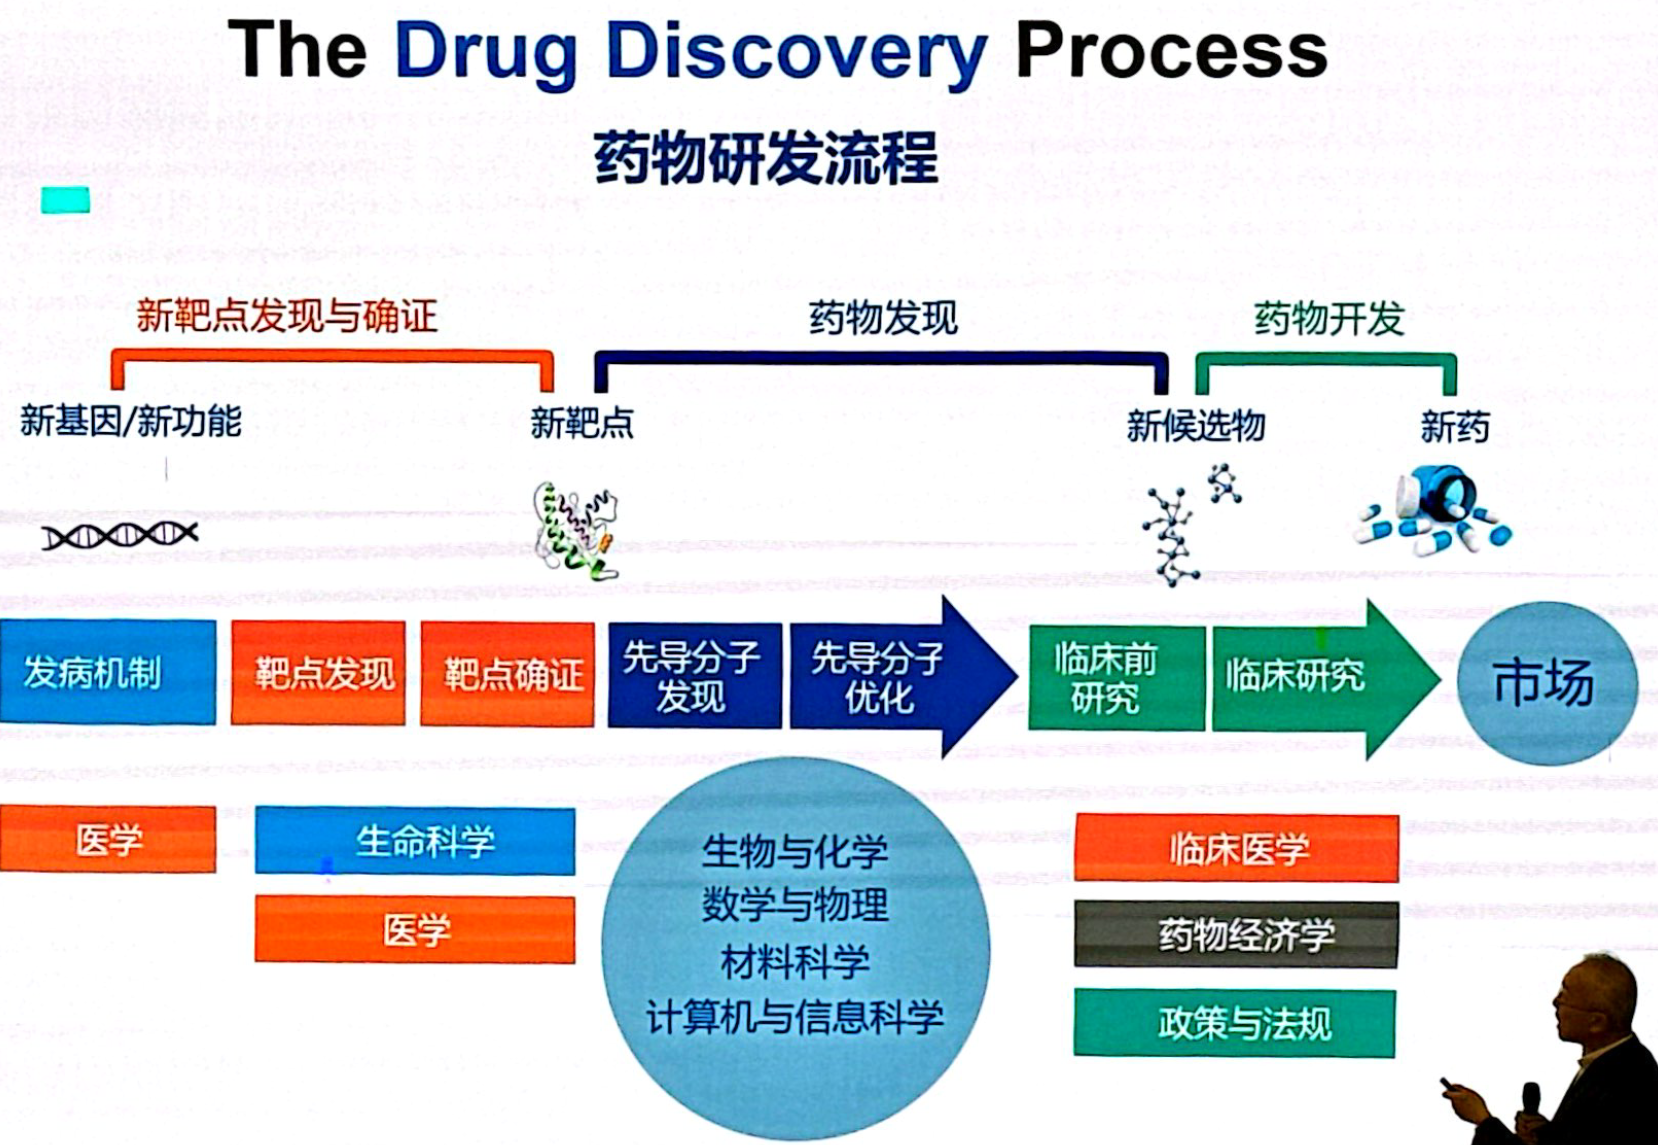 The Drug Discovery Process
药物研发流程
新靶点发现与确证
药物发现
药物开发
新基因/新功能
新靶点
新候选物
新药
发病机制
靶点发现
靶点确证
先导分子
发现
先导分子
优化
临床前
研究
临床研究
市场
医学
生命科学
医学
生物与化学
数学与物理
材料科学
计算机与信息科学
临床医学
药物经济学
政策与法规